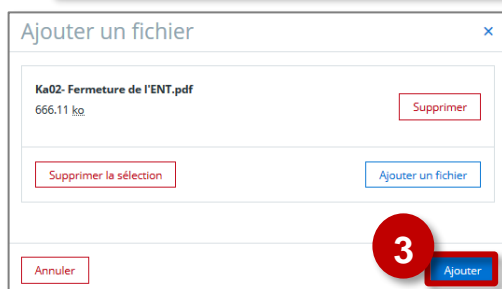 Ajouter un fichier ×
Ka02- Fermeture de l'ENT.pdf
666.11 ko
Supprimer
Supprimer la sélection
Ajouter un fichier
3
Annuler
Ajouter